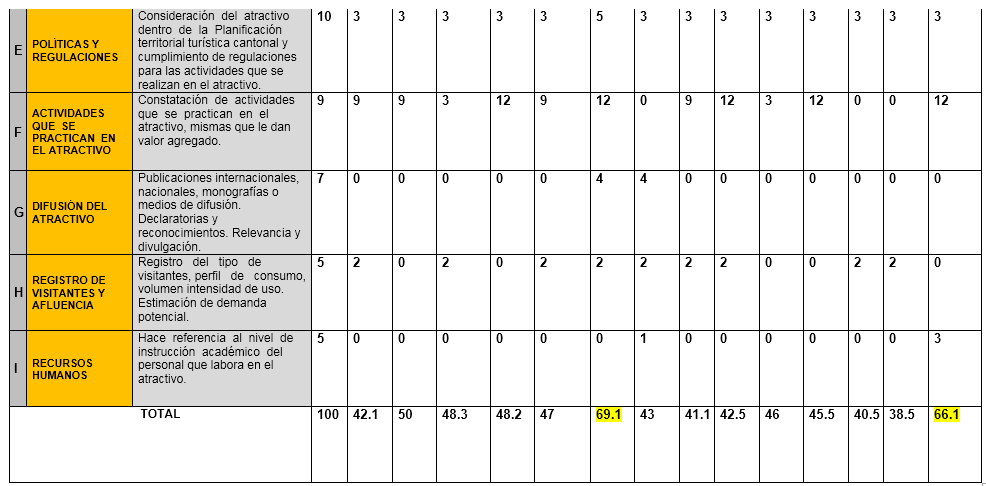 E
POLÌTICAS Y
REGULACIONES
Consideración del atractivo
dentro de la Planificación
territorial turística cantonal y
cumplimiento de regulaciones
para las actividades que se
realizan en el atractivo.
10 3 3 3 3 3 5 3 3 3 3 3 3 3 3
F
ACTIVIDADES
QUE SE
PRACTICAN EN
EL ATRACTIVO
Constatación de actividades
que se practican en el
atractivo, mismas que le dan
valor agregado.
9 9 9 3 12 9 12 0 9 12 3 12 0 0 12
G
DIFUSIÓN DEL
ATRACTIVO
Publicaciones internacionales,
nacionales, monografías o
medios de difusión.
Declaratorias y
reconocimientos. Relevancia y
divulgación.
7 0 0 0 0 0 4 4 0 0 0 0 0 0 0
H
REGISTRO DE
VISITANTES Y
AFLUENCIA
Registro del tipo de
visitantes, perfil de consumo,
volumen intensidad de uso.
Estimación de demanda
potencial.
5 2 0 2 0 2 2 2 2 2 0 0 2 2 0
I
RECURSOS
HUMANOS
Hace referencia al nivel de
instrucción académico del
personal que labora en el
atractivo.
5 0 0 0 0 0 0 1 0 0 0 0 0 0 3
TOTAL 100 42.1 50 48.3 48.2 47 69.1 43 41.1 42.5 46 45.5 40.5 38.5 66.1